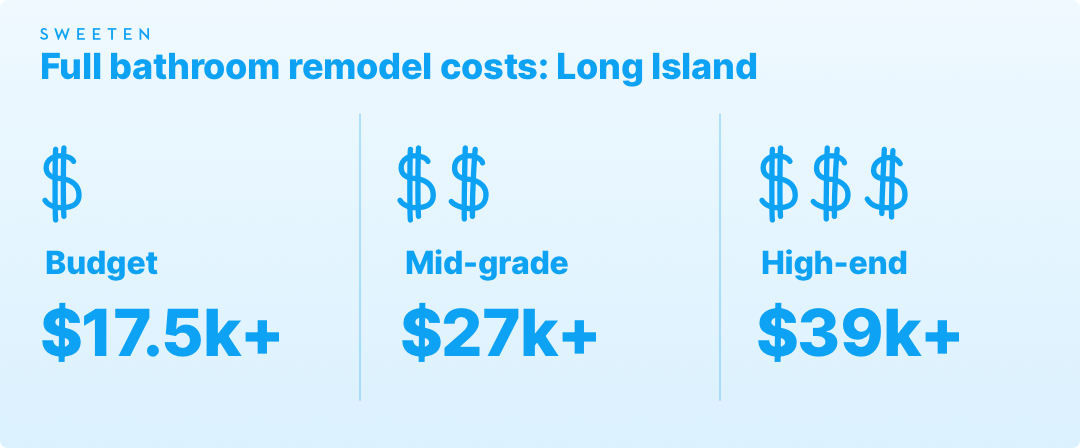 SWEETEN
Full bathroom remodel costs: Long Island
$
Budget
$17.5k+
$$
Mid-grade
$27k+
$$$
High-end
$39k+